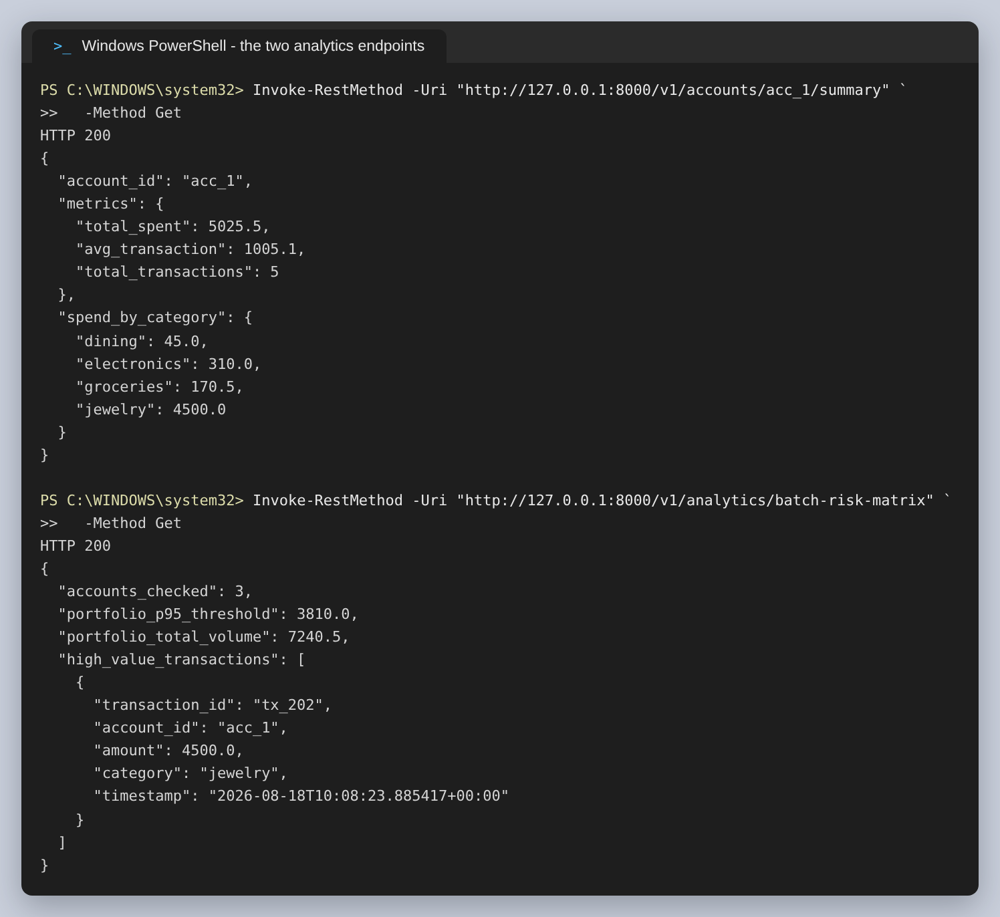 >_ Windows PowerShell - the two analytics endpoints
PS C:\WINDOWS\system32> Invoke-RestMethod -Uri "http://127.0.0.1:8000/v1/accounts/acc_1/summary" `
>>   -Method Get
HTTP 200
{
  "account_id": "acc_1",
  "metrics": {
    "total_spent": 5025.5,
    "avg_transaction": 1005.1,
    "total_transactions": 5
  },
  "spend_by_category": {
    "dining": 45.0,
    "electronics": 310.0,
    "groceries": 170.5,
    "jewelry": 4500.0
  }
}

PS C:\WINDOWS\system32> Invoke-RestMethod -Uri "http://127.0.0.1:8000/v1/analytics/batch-risk-matrix" `
>>   -Method Get
HTTP 200
{
  "accounts_checked": 3,
  "portfolio_p95_threshold": 3810.0,
  "portfolio_total_volume": 7240.5,
  "high_value_transactions": [
    {
      "transaction_id": "tx_202",
      "account_id": "acc_1",
      "amount": 4500.0,
      "category": "jewelry",
      "timestamp": "2026-08-18T10:08:23.885417+00:00"
    }
  ]
}